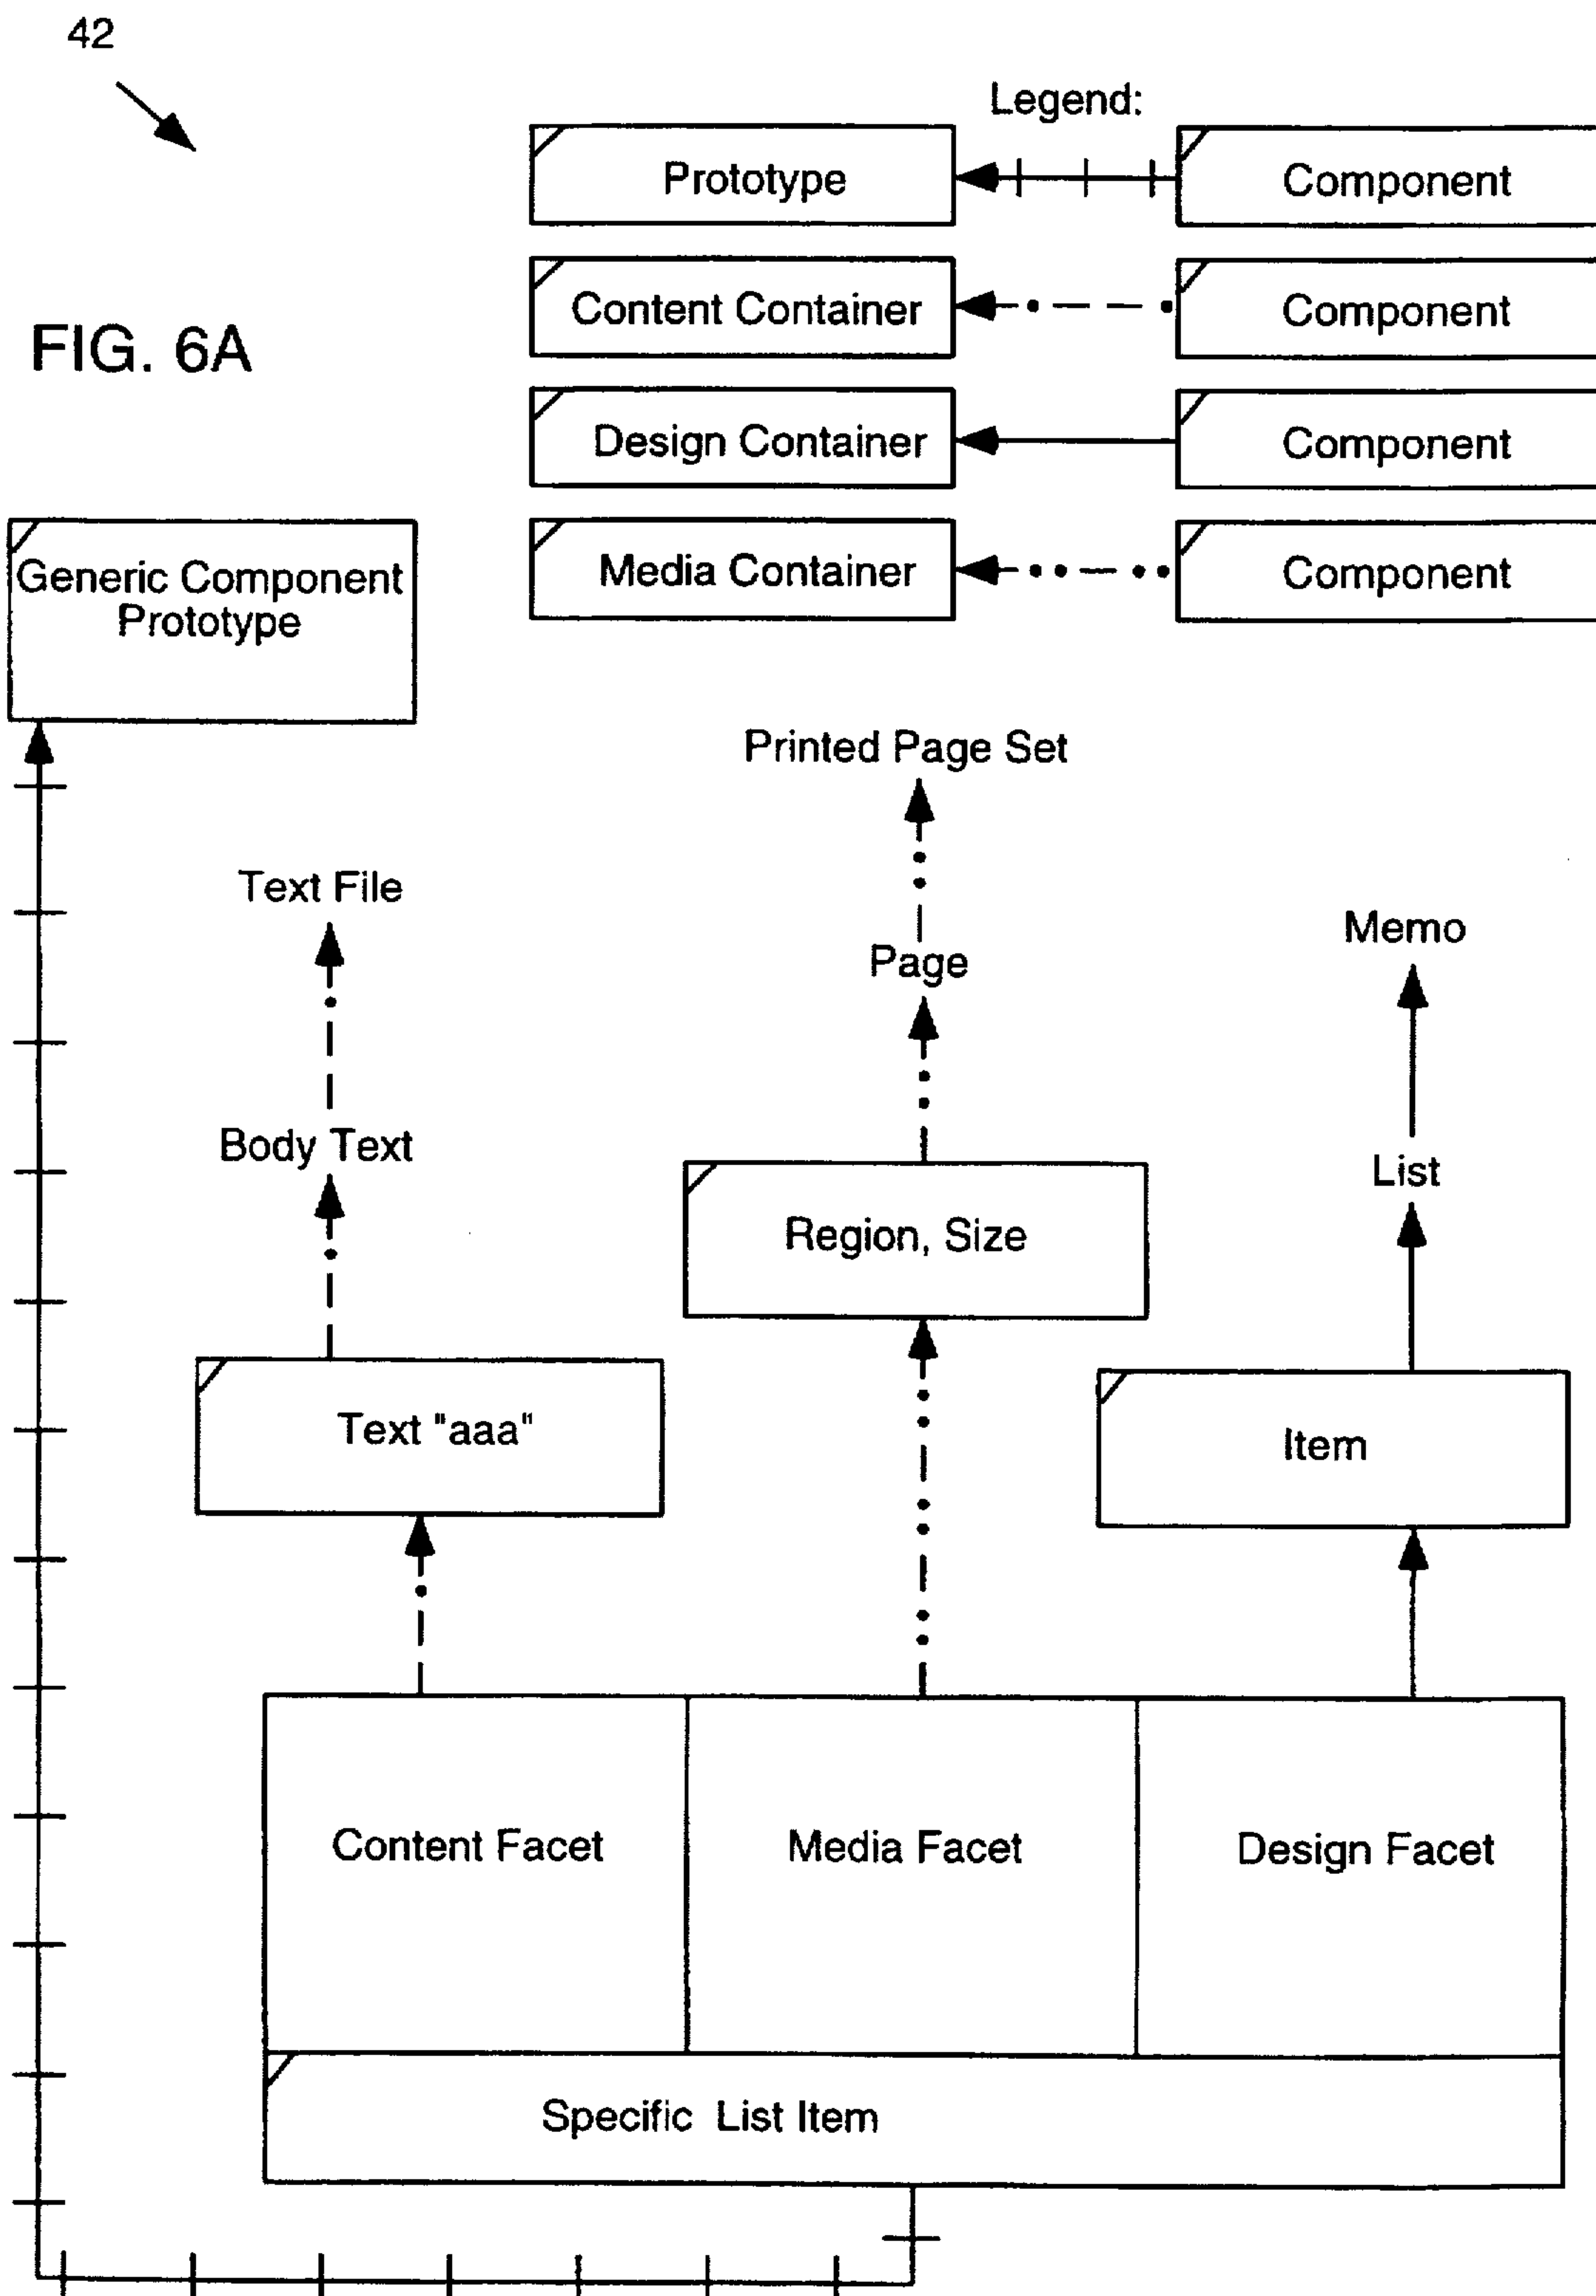 42
Legend:
Prototype
Component
Content Container
Component
FIG. 6A
Design Container
Component
Media Container
Component
Generic Component
Prototype
Printed Page Set
Text File
Memo
Page
Body Text
List
Region, Size
Text "aaa"
Item
Content Facet
Media Facet
Design Facet
Specific List Item